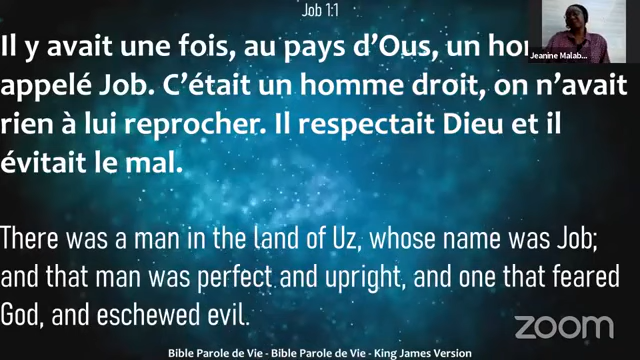 Job 1:1
Il y avait une fois, au pays d'Ous, un
appelé Job. C'était un homme droit, on n'avait
rien à lui reprocher. Il respectait Dieu et il
évitait le mal.
There was a man in the land of Uz, whose name was Job;
and that man was perfect and upright, and one that feared
God, and eschewed evil.
Jeanine Malab...
zoom
Bible Parole de Vie - Bible Parole de Vie - King James Version